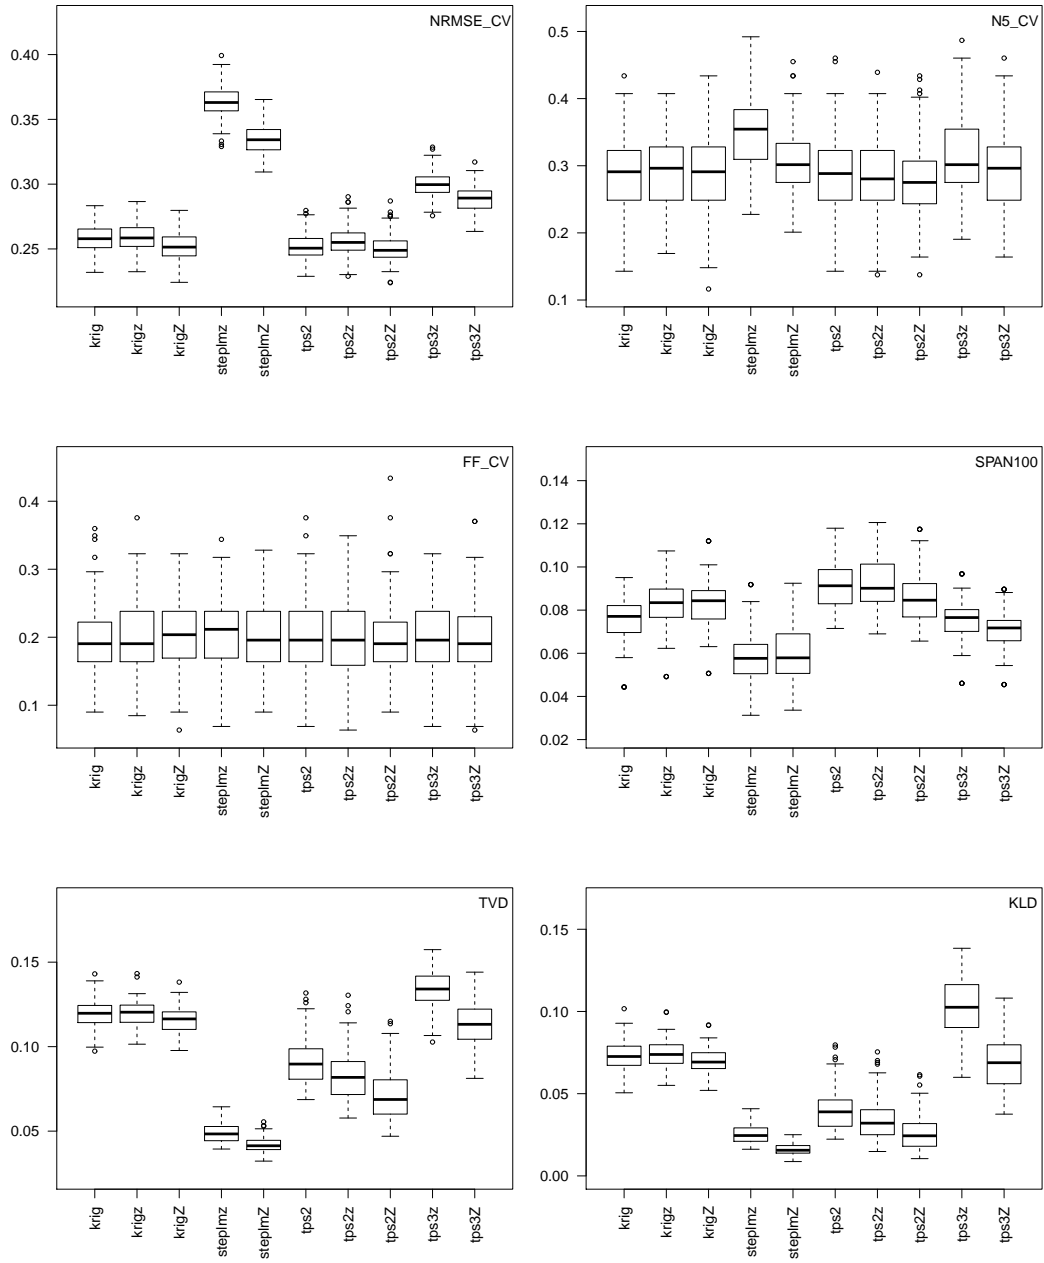 NRMSE_CV
0.40
0.35
0.30
0.25
krig
krigz
krigZ
steplmz
steplmZ
tps2
tps2z
tps2Z
tps3z
tps3Z
N5_CV
0.5
0.4
0.3
0.2
0.1
krig
krigz
krigZ
steplmz
steplmZ
tps2
tps2z
tps2Z
tps3z
tps3Z
FF_CV
0.4
0.3
0.2
0.1
krig
krigz
krigZ
steplmz
steplmZ
tps2
tps2z
tps2Z
tps3z
tps3Z
SPAN100
0.14
0.12
0.10
0.08
0.06
0.04
0.02
krig
krigz
krigZ
steplmz
steplmZ
tps2
tps2z
tps2Z
tps3z
tps3Z
TVD
0.15
0.10
0.05
krig
krigz
krigZ
steplmz
steplmZ
tps2
tps2z
tps2Z
tps3z
tps3Z
KLD
0.15
0.10
0.05
0.00
krig
krigz
krigZ
steplmz
steplmZ
tps2
tps2z
tps2Z
tps3z
tps3Z